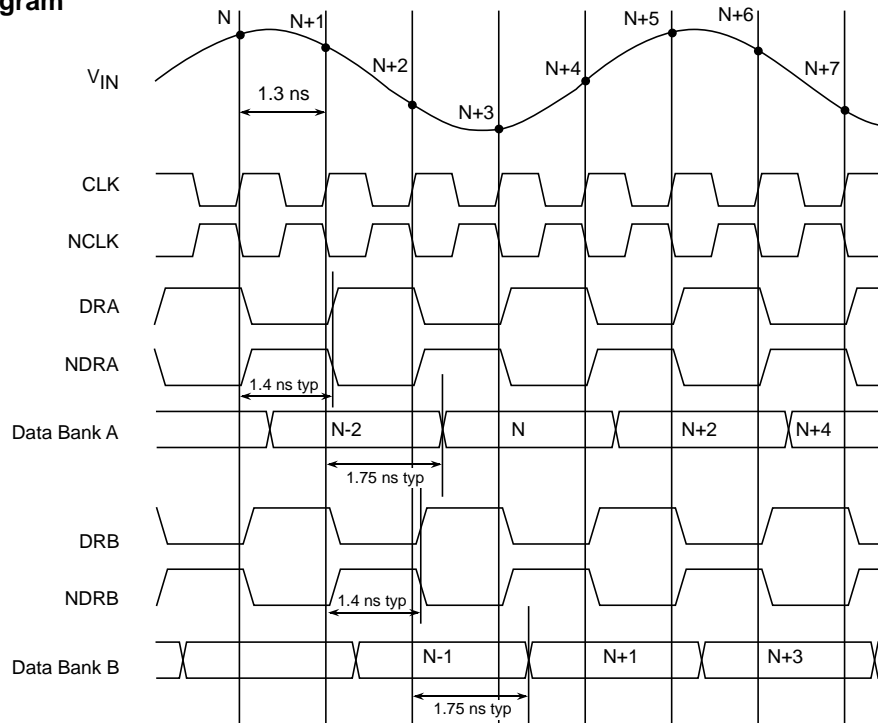 gram
N
N+1
N+2
N+3
N+4
N+5
N+6
N+7
VIN
1.3 ns
CLK
NCLK
DRA
NDRA
1.4 ns typ
Data Bank A
N-2
N
N+2
N+4
1.75 ns typ
DRB
NDRB
1.4 ns typ
Data Bank B
N-1
N+1
N+3
1.75 ns typ